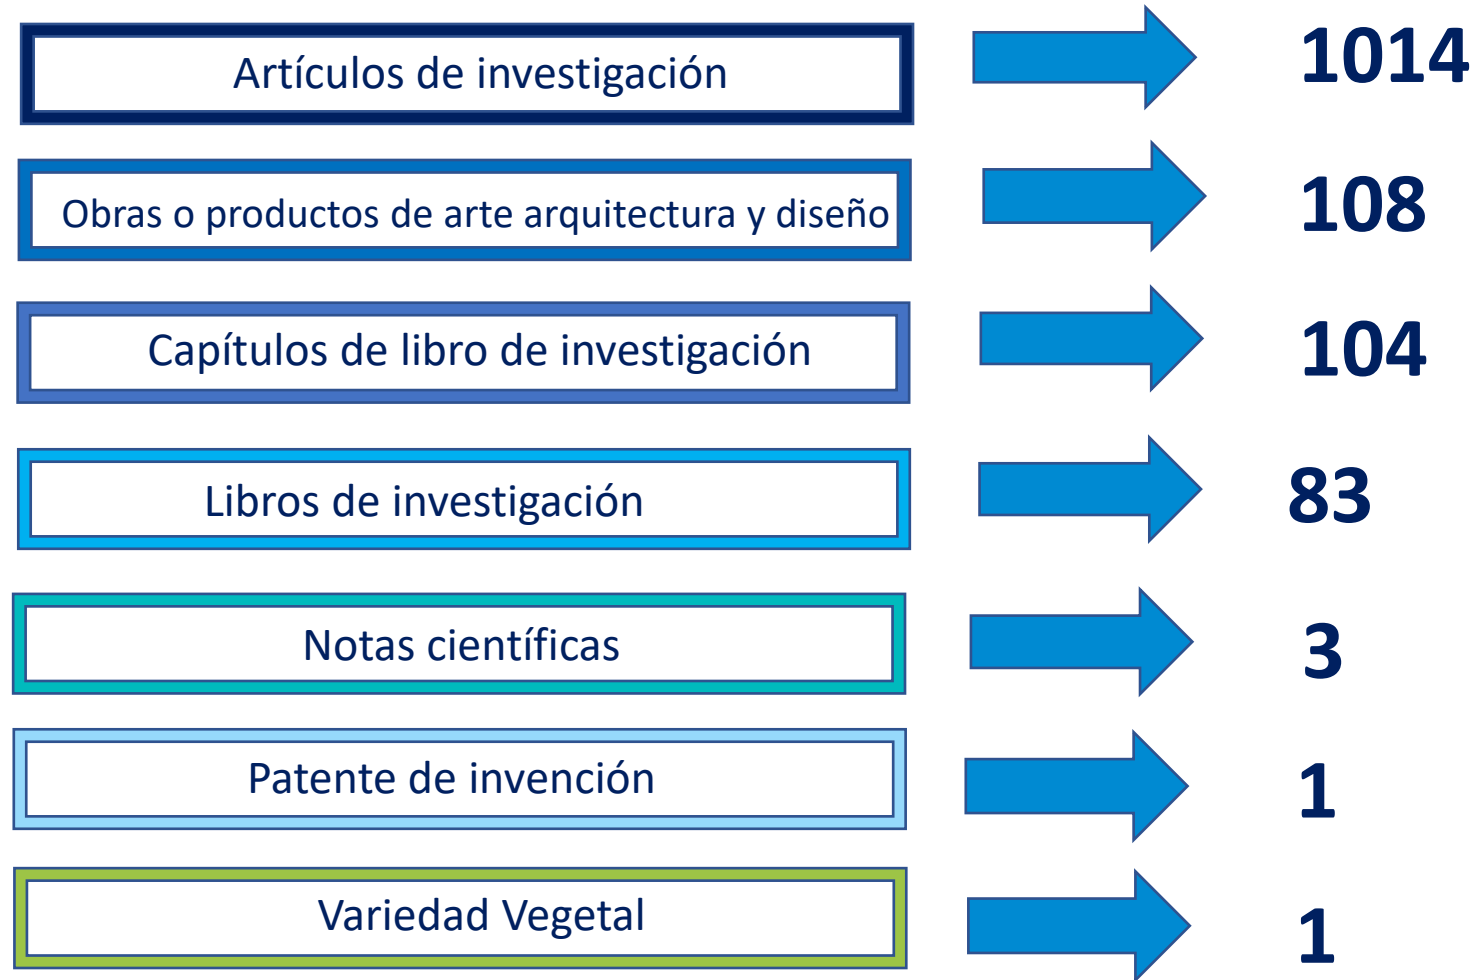 Artículos de investigación 1014
Obras o productos de arte arquitectura y diseño 108
Capítulos de libro de investigación 104
Libros de investigación 83
Notas científicas 3
Patente de invención 1
Variedad Vegetal 1